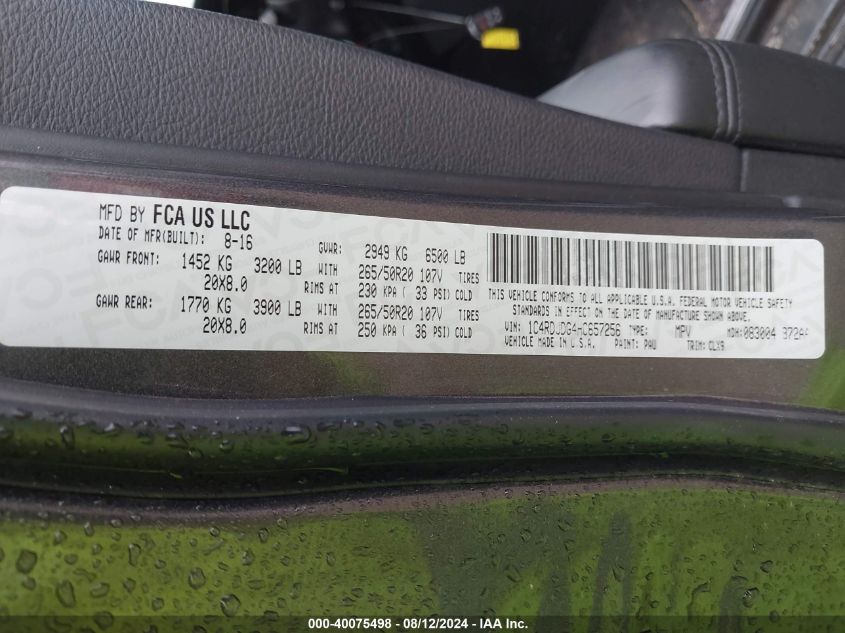 MFD BY FCA US LLC
DATE OF MFR(BUILT): 8-16 GVWR: 2949 KG 6500 LB
GAWR FRONT: 1452 KG 3200 LB WITH 265/50R20 107V TIRES
20X8.0 RIMS AT 230 KPA ( 33 PSI) COLD
GAWR REAR: 1770 KG 3900 LB WITH 265/50R20 107V TIRES
20X8.0 RIMS AT 250 KPA ( 36 PSI) COLD
THIS VEHICLE CONFORMS TO ALL APPLICABLE U.S.A. FEDERAL MOTOR VEHICLE SAFETY
STANDARDS IN EFFECT ON THE DATE OF MANUFACTURE SHOWN ABOVE.
VIN: 1C4RDJDG4HC657256 TYPE: MPV MDH: 083004 372AA
VEHICLE MADE IN U.S.A. PAINT: PAU TRIM: CLX9
000-40075498 - 08/12/2024 - IAA Inc.